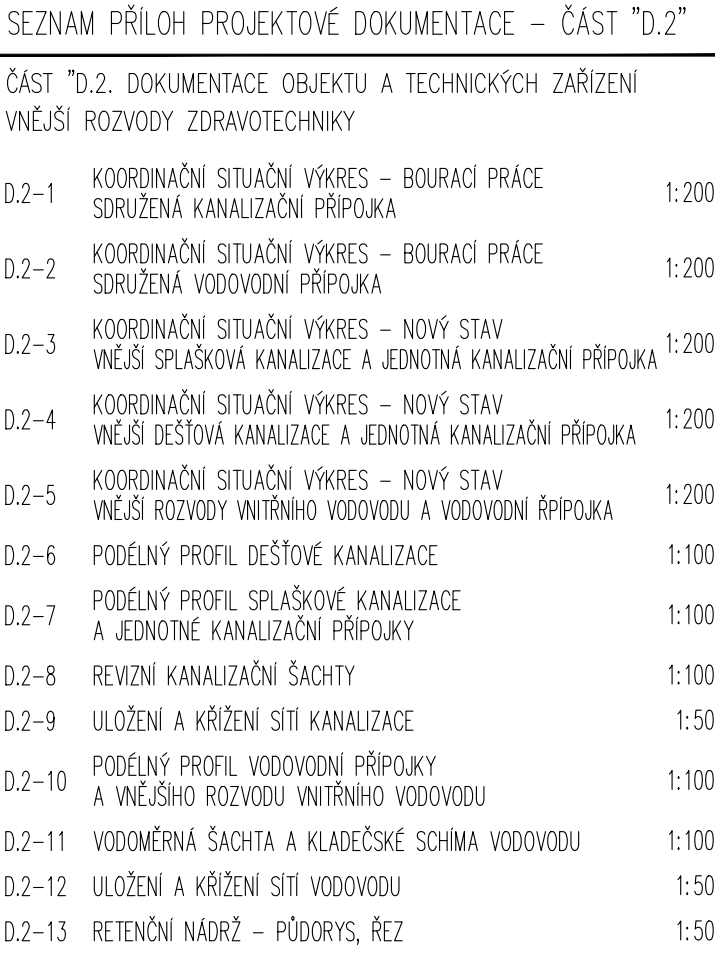 SEZNAM PŘÍLOH PROJEKTOVÉ DOKUMENTACE – ČÁST "D.2"
ČÁST "D.2. DOKUMENTACE OBJEKTU A TECHNICKÝCH ZAŘÍZENÍ
VNĚJŠÍ ROZVODY ZDRAVOTECHNIKY
D.2–1 KOORDINAČNÍ SITUAČNÍ VÝKRES – BOURACÍ PRÁCE 1:200
SDRUŽENÁ KANALIZAČNÍ PŘÍPOJKA
D.2–2 KOORDINAČNÍ SITUAČNÍ VÝKRES – BOURACÍ PRÁCE 1:200
SDRUŽENÁ VODOVODNÍ PŘÍPOJKA
D.2–3 KOORDINAČNÍ SITUAČNÍ VÝKRES – NOVÝ STAV 1:200
VNĚJŠÍ SPLAŠKOVÁ KANALIZACE A JEDNOTNÁ KANALIZAČNÍ PŘÍPOJKA
D.2–4 KOORDINAČNÍ SITUAČNÍ VÝKRES – NOVÝ STAV 1:200
VNĚJŠÍ DEŠŤOVÁ KANALIZACE A JEDNOTNÁ KANALIZAČNÍ PŘÍPOJKA
D.2–5 KOORDINAČNÍ SITUAČNÍ VÝKRES – NOVÝ STAV 1:200
VNĚJŠÍ ROZVODY VNITŘNÍHO VODOVODU A VODOVODNÍ ŘPÍPOJKA
D.2–6 PODÉLNÝ PROFIL DEŠŤOVÉ KANALIZACE 1:100
D.2–7 PODÉLNÝ PROFIL SPLAŠKOVÉ KANALIZACE 1:100
A JEDNOTNÉ KANALIZAČNÍ PŘÍPOJKY
D.2–8 REVIZNÍ KANALIZAČNÍ ŠACHTY 1:100
D.2–9 ULOŽENÍ A KŘÍŽENÍ SÍTÍ KANALIZACE 1:50
D.2–10 PODÉLNÝ PROFIL VODOVODNÍ PŘÍPOJKY 1:100
A VNĚJŠÍHO ROZVODU VNITŘNÍHO VODOVODU
D.2–11 VODOMĚRNÁ ŠACHTA A KLADEČSKÉ SCHÍMA VODOVODU 1:100
D.2–12 ULOŽENÍ A KŘÍŽENÍ SÍTÍ VODOVODU 1:50
D.2–13 RETENČNÍ NÁDRŽ – PŮDORYS, ŘEZ 1:50